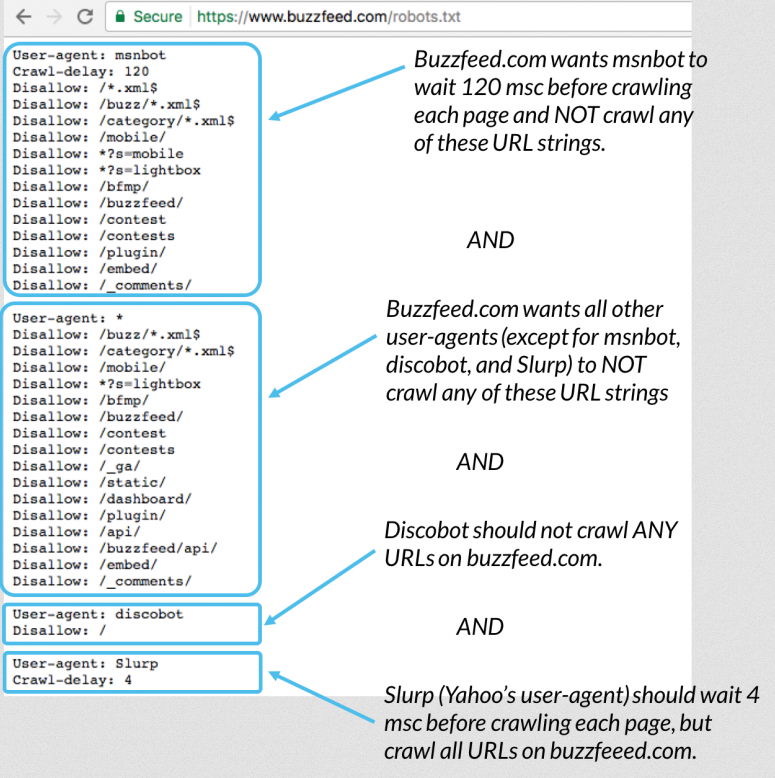 Secure https://www.buzzfeed.com/robots.txt
User-agent: msnbot
Crawl-delay: 120
Disallow: /*.xml$
Disallow: /buzz/*.xml$
Disallow: /category/*.xml$
Disallow: /mobile/
Disallow: *?s=mobile
Disallow: *?s=lightbox
Disallow: /bfmp/
Disallow: /buzzfeed/
Disallow: /contest
Disallow: /contests
Disallow: /plugin/
Disallow: /embed/
Disallow: /_comments/
Buzzfeed.com wants msnbot to
wait 120 msc before crawling
each page and NOT crawl any
of these URL strings.
AND
User-agent: *
Disallow: /buzz/*.xml$
Disallow: /category/*.xml$
Disallow: /mobile/
Disallow: *?s=lightbox
Disallow: /bfmp/
Disallow: /buzzfeed/
Disallow: /contest
Disallow: /contests
Disallow: /_ga/
Disallow: /static/
Disallow: /dashboard/
Disallow: /plugin/
Disallow: /api/
Disallow: /buzzfeed/api/
Disallow: /embed/
Disallow: /_comments/
Buzzfeed.com wants all other
user-agents (except for msnbot,
discobot, and Slurp) to NOT
crawl any of these URL strings
AND
User-agent: discobot
Disallow: /
Discobot should not crawl ANY
URLs on buzzfeed.com.
AND
User-agent: Slurp
Crawl-delay: 4
Slurp (Yahoo's user-agent) should wait 4
msc before crawling each page, but
crawl all URLs on buzzfeeed.com.